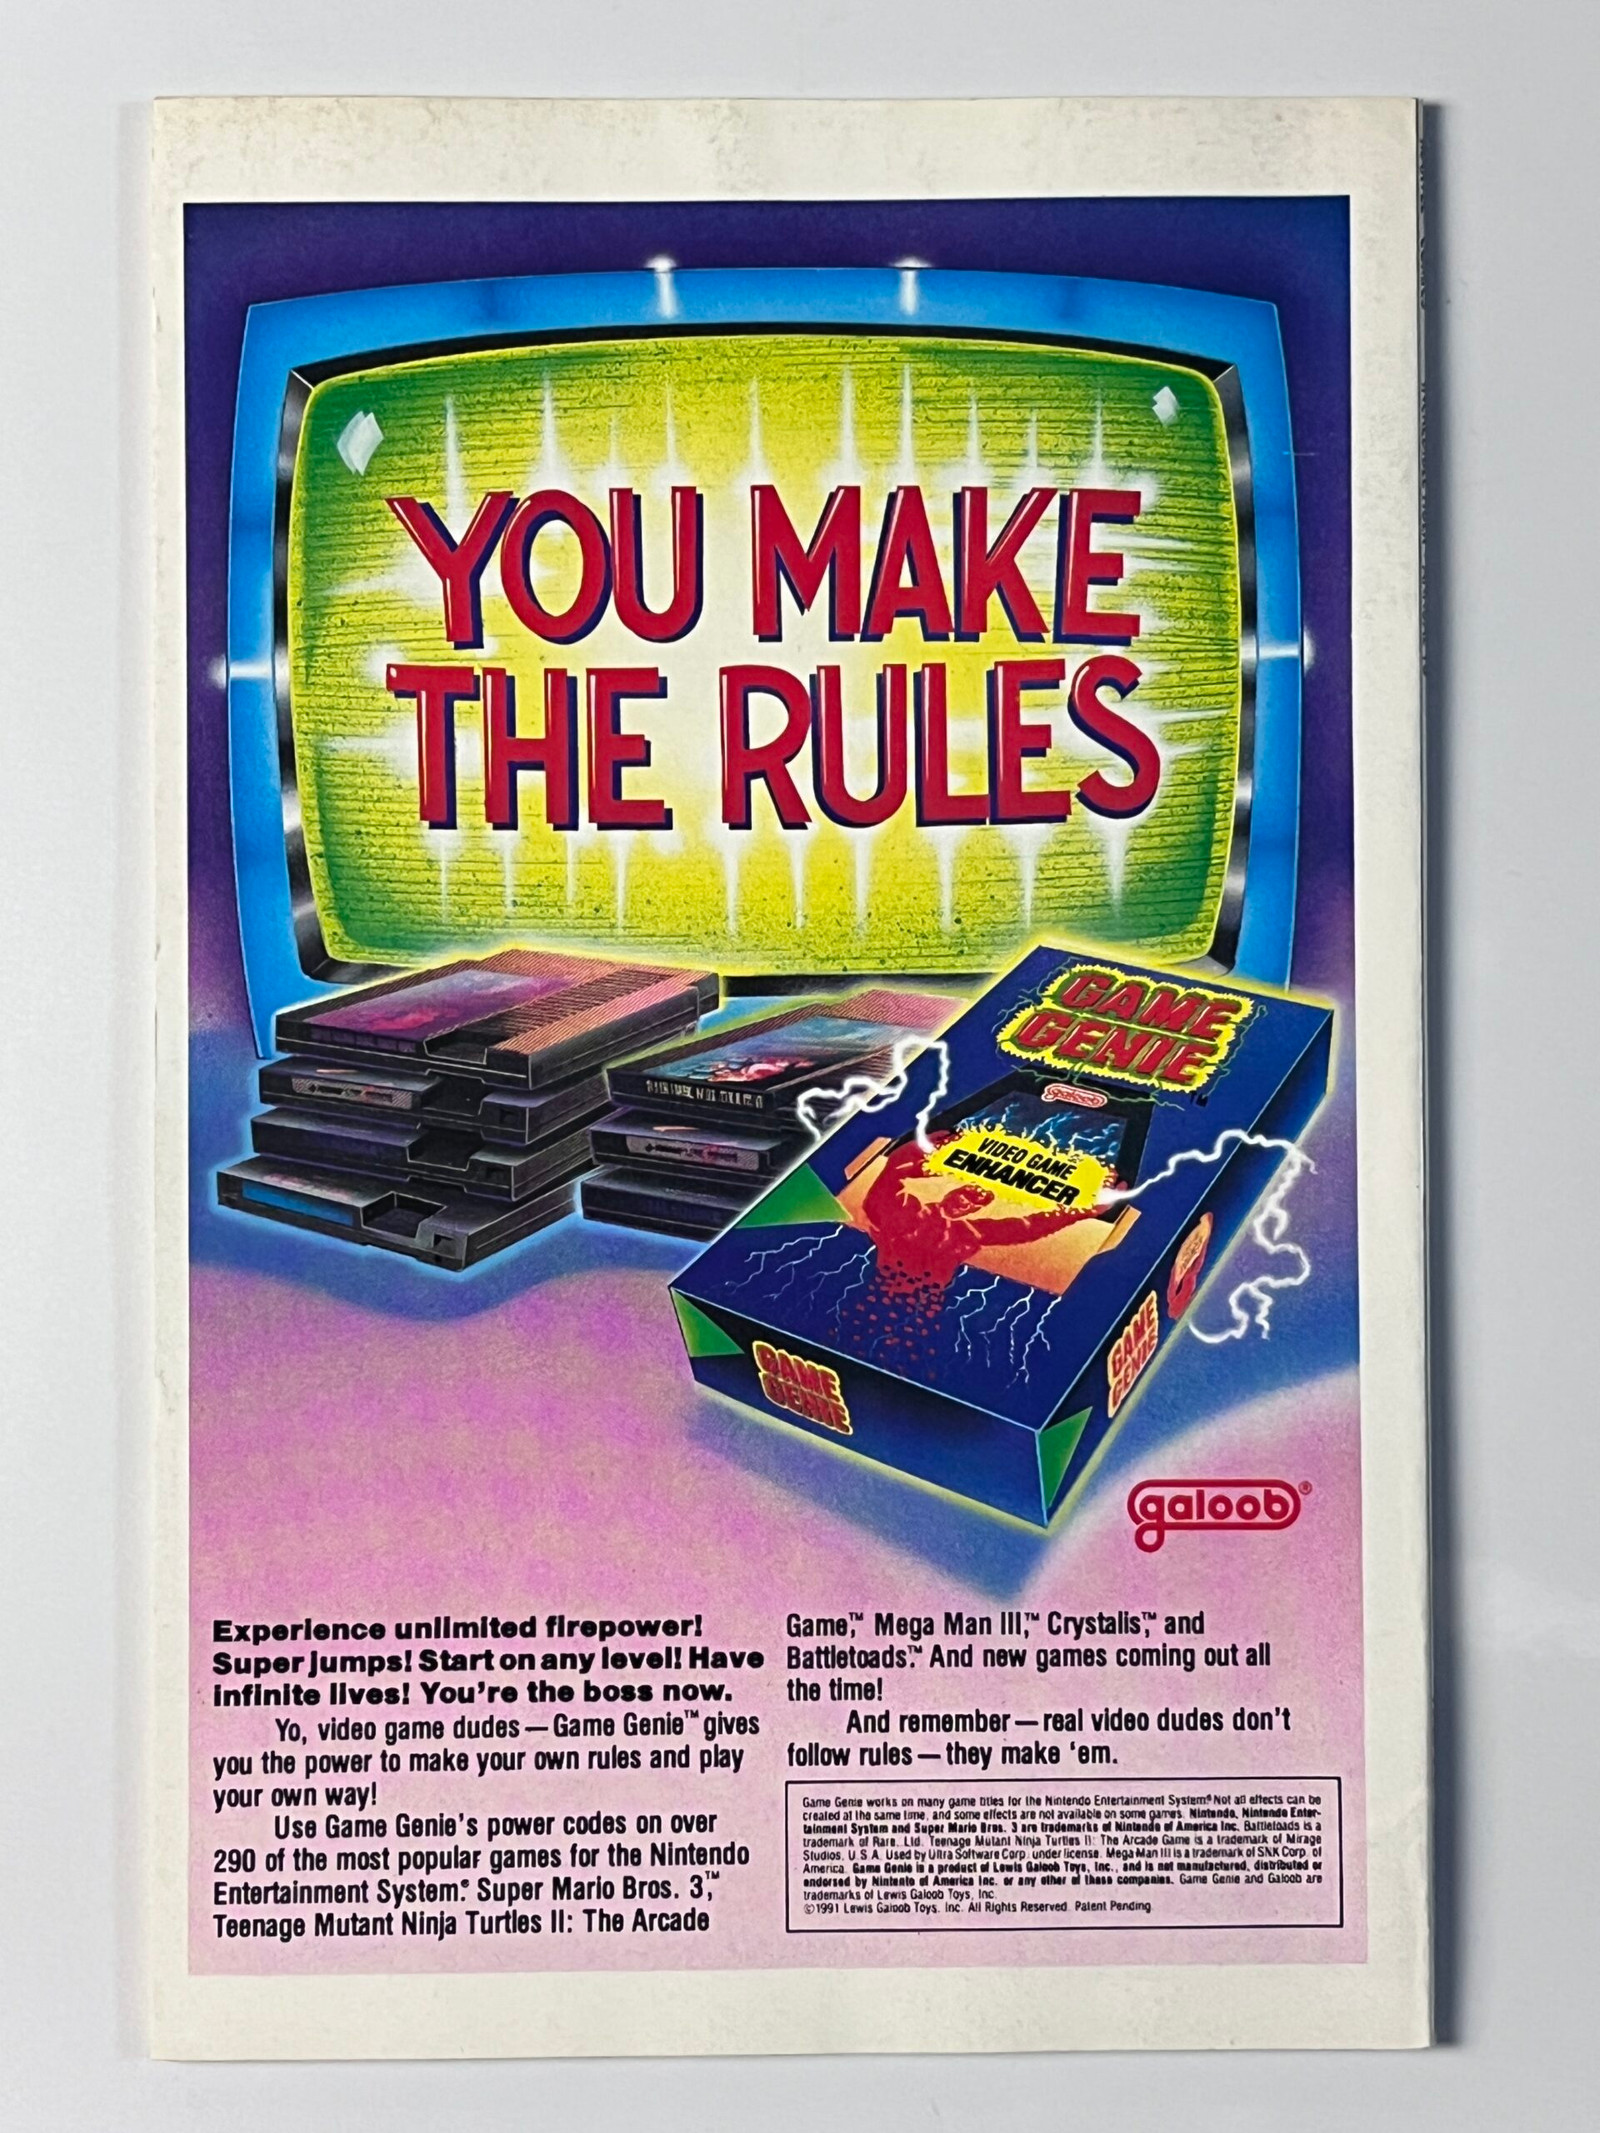 YOU MAKE
THE RULES
GAME
GENIE™
galoob
VIDEO GAME
ENHANCER
GAME
GENIE
GAME
GENIE
galoob®
Experience unlimited firepower!
Super jumps! Start on any level! Have
infinite lives! You're the boss now.
Yo, video game dudes — Game Genie™ gives
you the power to make your own rules and play
your own way!
Use Game Genie's power codes on over
290 of the most popular games for the Nintendo
Entertainment System®. Super Mario Bros. 3,™
Teenage Mutant Ninja Turtles II: The Arcade
Game,™ Mega Man III,™ Crystalis,™ and
Battletoads.™ And new games coming out all
the time!
And remember — real video dudes don't
follow rules — they make 'em.
Game Genie works on many game titles for the Nintendo Entertainment System.® Not all effects can be
created at the same time, and some effects are not available on some games. Nintendo, Nintendo Enter-
tainment System and Super Mario Bros. 3 are trademarks of Nintendo of America Inc. Battletoads is a
trademark of Rare, Ltd. Teenage Mutant Ninja Turtles II: The Arcade Game is a trademark of Mirage
Studios, U.S.A. Used by Ultra Software Corp. under license. Mega Man III is a trademark of SNK Corp. of
America. Game Genie is a product of Lewis Galoob Toys, Inc., and is not manufactured, distributed or
endorsed by Nintento of America Inc. or any other of these companies. Game Genie and Galoob are
trademarks of Lewis Galoob Toys, Inc.
©1991 Lewis Galoob Toys, Inc. All Rights Reserved. Patent Pending.